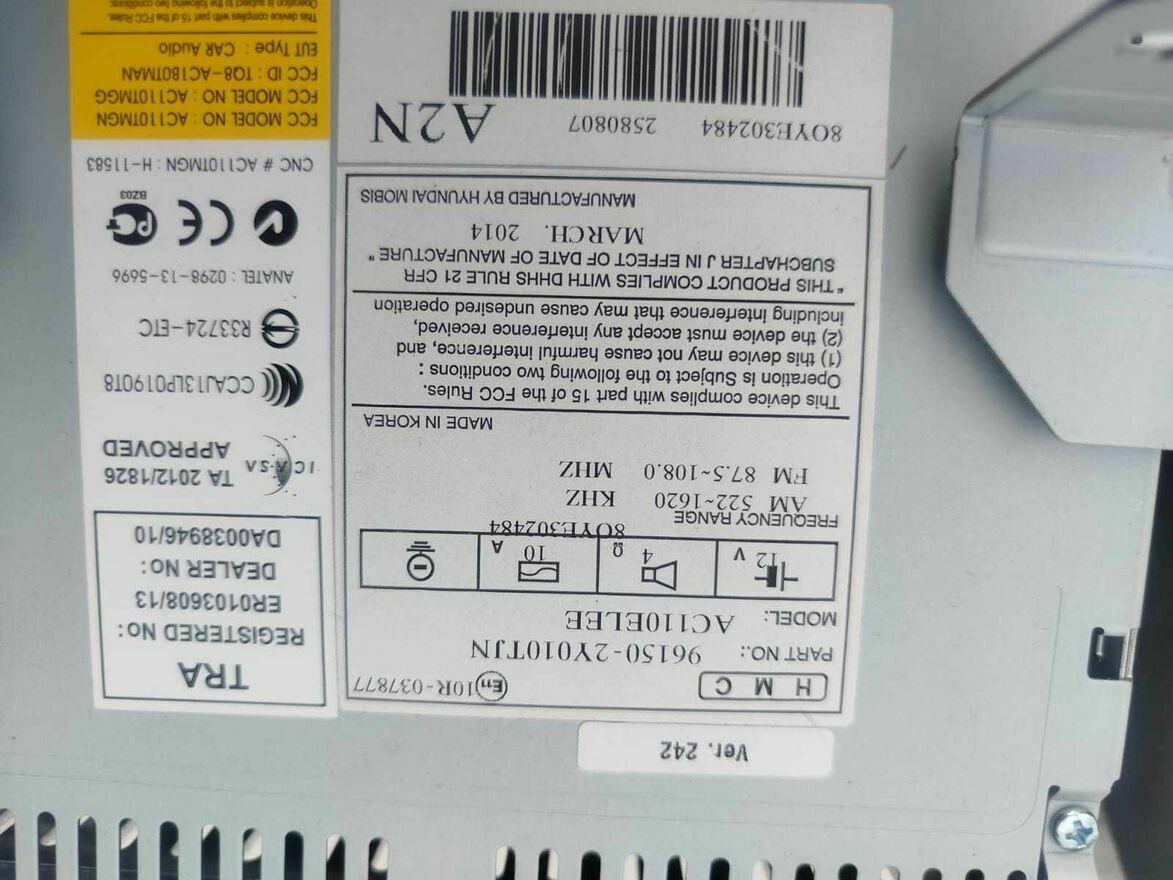 Ver. 242
H M C
E11 10R-037877
PART NO.: 96150-2Y010TJN
MODEL: AC110ELEE
12 V
4 Ω
10 A
8OYE302484
FREQUENCY RANGE
AM 522~1620 KHZ
FM 87.5~108.0 MHZ
MADE IN KOREA
This device complies with part 15 of the FCC Rules.
Operation is Subject to the following two conditions :
(1) this device may not cause harmful interference, and
(2) the device must accept any interference received,
including interference that may cause undesired operation
"THIS PRODUCT COMPLIES WITH DHHS RULE 21 CFR
SUBCHAPTER J IN EFFECT OF DATE OF MANUFACTURE"
MARCH. 2014
MANUFACTURED BY HYUNDAI MOBIS
8OYE302484 2580807 A2N
TRA
REGISTERED No:
ER0103608/13
DEALER No:
DA0038946/10
I C A S A TA 2012/1826
APPROVED
CCAJ13LP0190T8
R33724-ETC
ANATEL : 0298-13-5696
CE
BZ03
CNC # AC110TMGN : H-11583
FCC MODEL NO : AC110TMGN
FCC MODEL NO : AC110TMGG
FCC ID : TQ8-AC1B0TMAN
EUT Type : CAR Audio
This device complies with part 15 of the FCC Rules.
Operation is subject to the following two conditions: